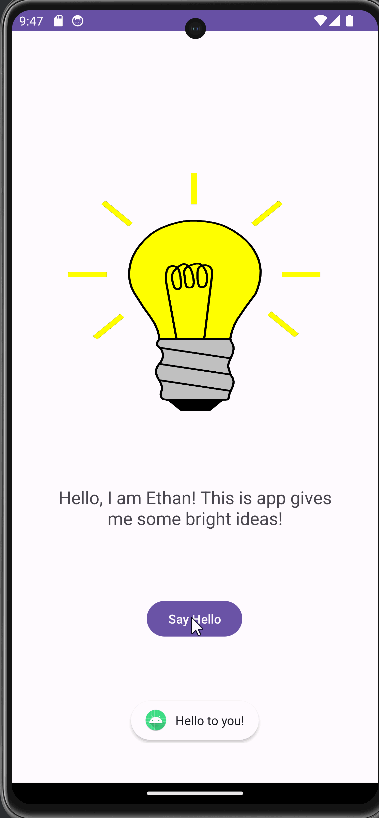 9:47
Hello, I am Ethan! This is app gives
me some bright ideas!
Say Hello
Hello to you!